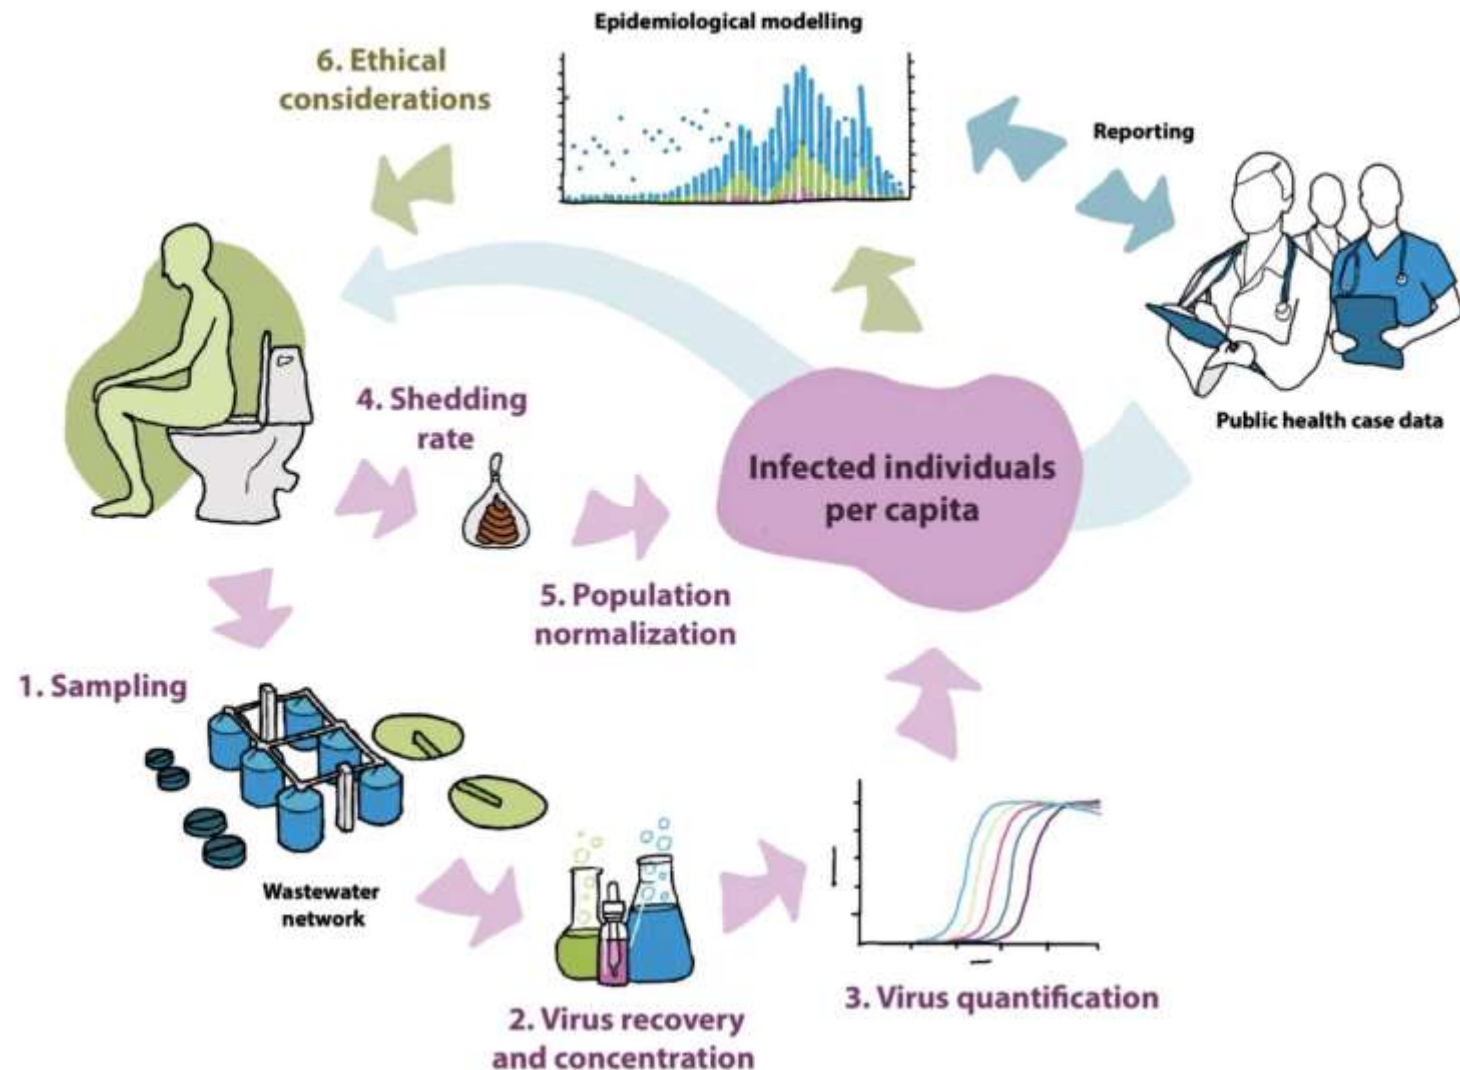 Epidemiological modelling
6. Ethical
considerations
Reporting
Public health case data
4. Shedding
rate
Infected individuals
per capita
5. Population
normalization
1. Sampling
Wastewater
network
2. Virus recovery
and concentration
3. Virus quantification